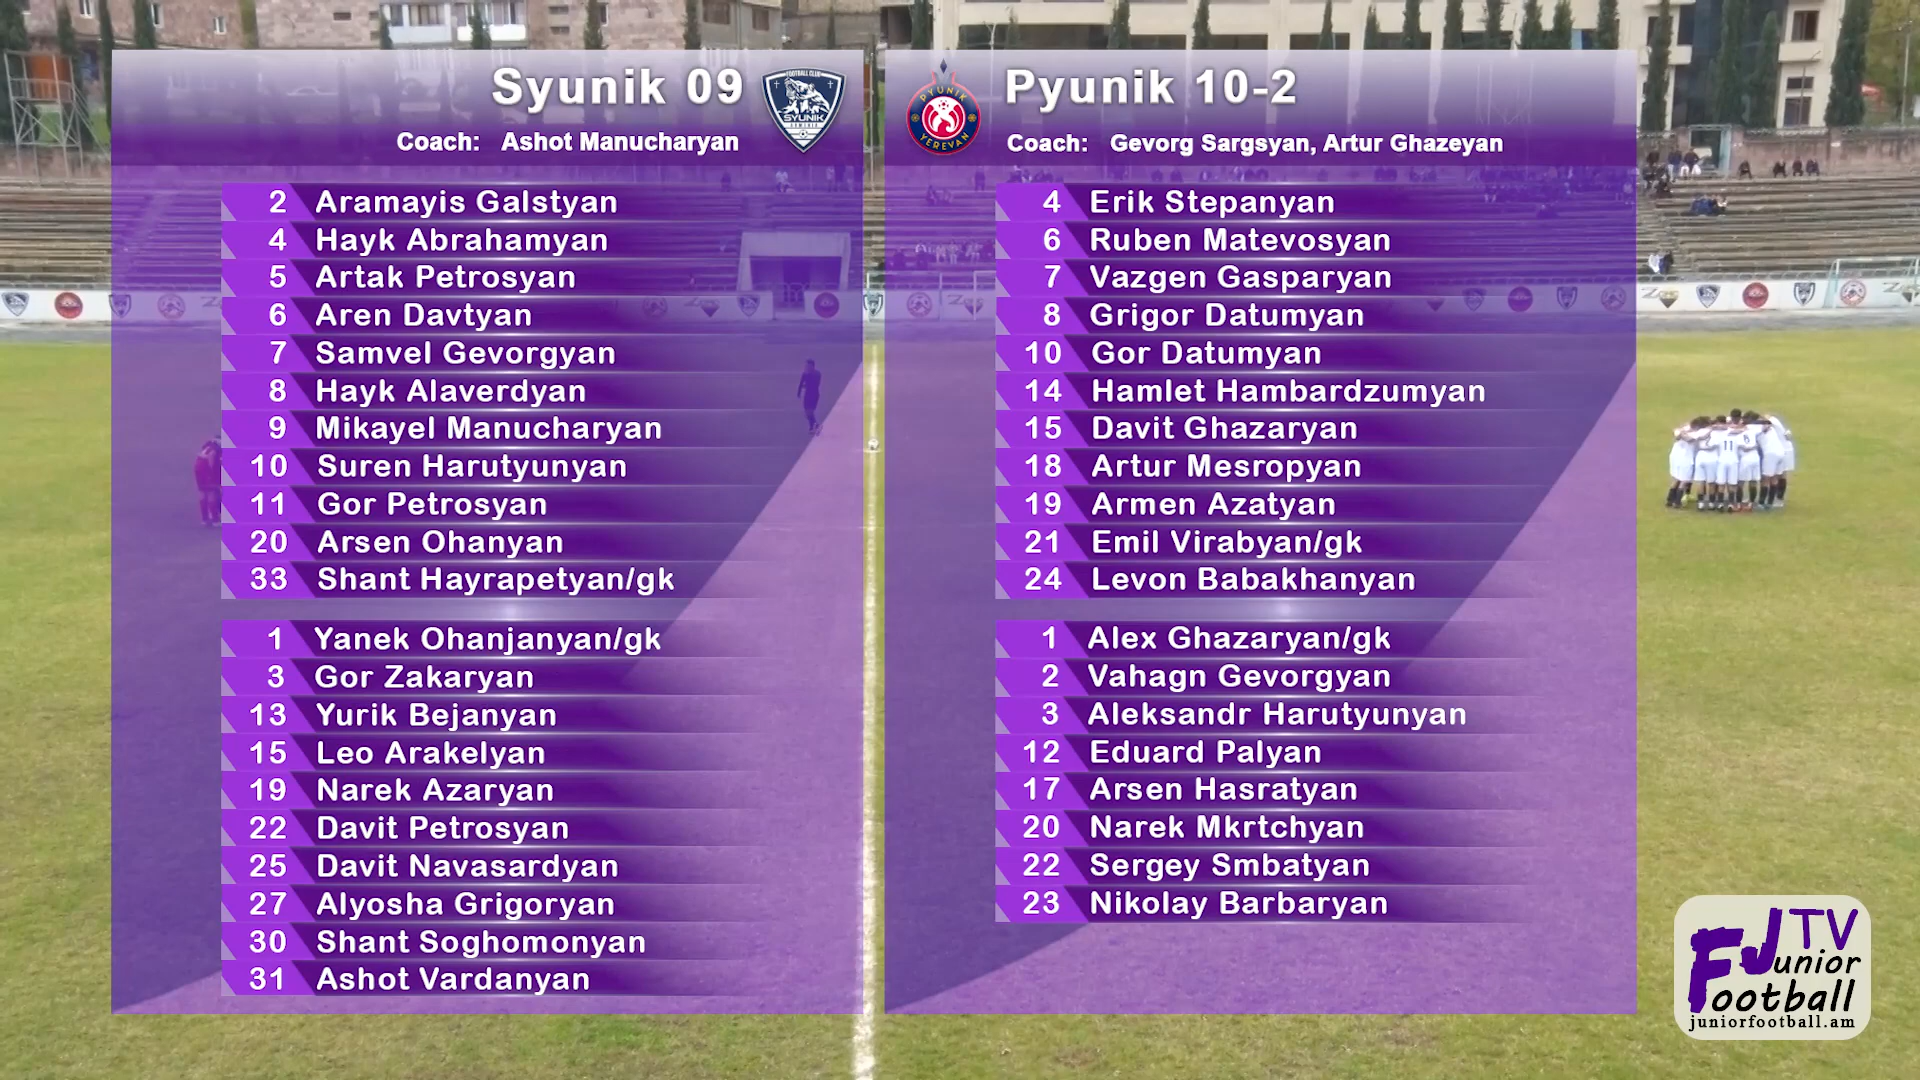 Syunik 09
Coach: Ashot Manucharyan
FOOTBALL CLUB
SYUNIK
2 Aramayis Galstyan
4 Hayk Abrahamyan
5 Artak Petrosyan
6 Aren Davtyan
7 Samvel Gevorgyan
8 Hayk Alaverdyan
9 Mikayel Manucharyan
10 Suren Harutyunyan
11 Gor Petrosyan
20 Arsen Ohanyan
33 Shant Hayrapetyan/gk
1 Yanek Ohanjanyan/gk
3 Gor Zakaryan
13 Yurik Bejanyan
15 Leo Arakelyan
19 Narek Azaryan
22 Davit Petrosyan
25 Davit Navasardyan
27 Alyosha Grigoryan
30 Shant Soghomonyan
31 Ashot Vardanyan
Pyunik 10-2
Coach: Gevorg Sargsyan, Artur Ghazeyan
PYUNIK
YEREVAN
4 Erik Stepanyan
6 Ruben Matevosyan
7 Vazgen Gasparyan
8 Grigor Datumyan
10 Gor Datumyan
14 Hamlet Hambardzumyan
15 Davit Ghazaryan
18 Artur Mesropyan
19 Armen Azatyan
21 Emil Virabyan/gk
24 Levon Babakhanyan
1 Alex Ghazaryan/gk
2 Vahagn Gevorgyan
3 Aleksandr Harutyunyan
12 Eduard Palyan
17 Arsen Hasratyan
20 Narek Mkrtchyan
22 Sergey Smbatyan
23 Nikolay Barbaryan
11
TV
Junior
Football
juniorfootball.am